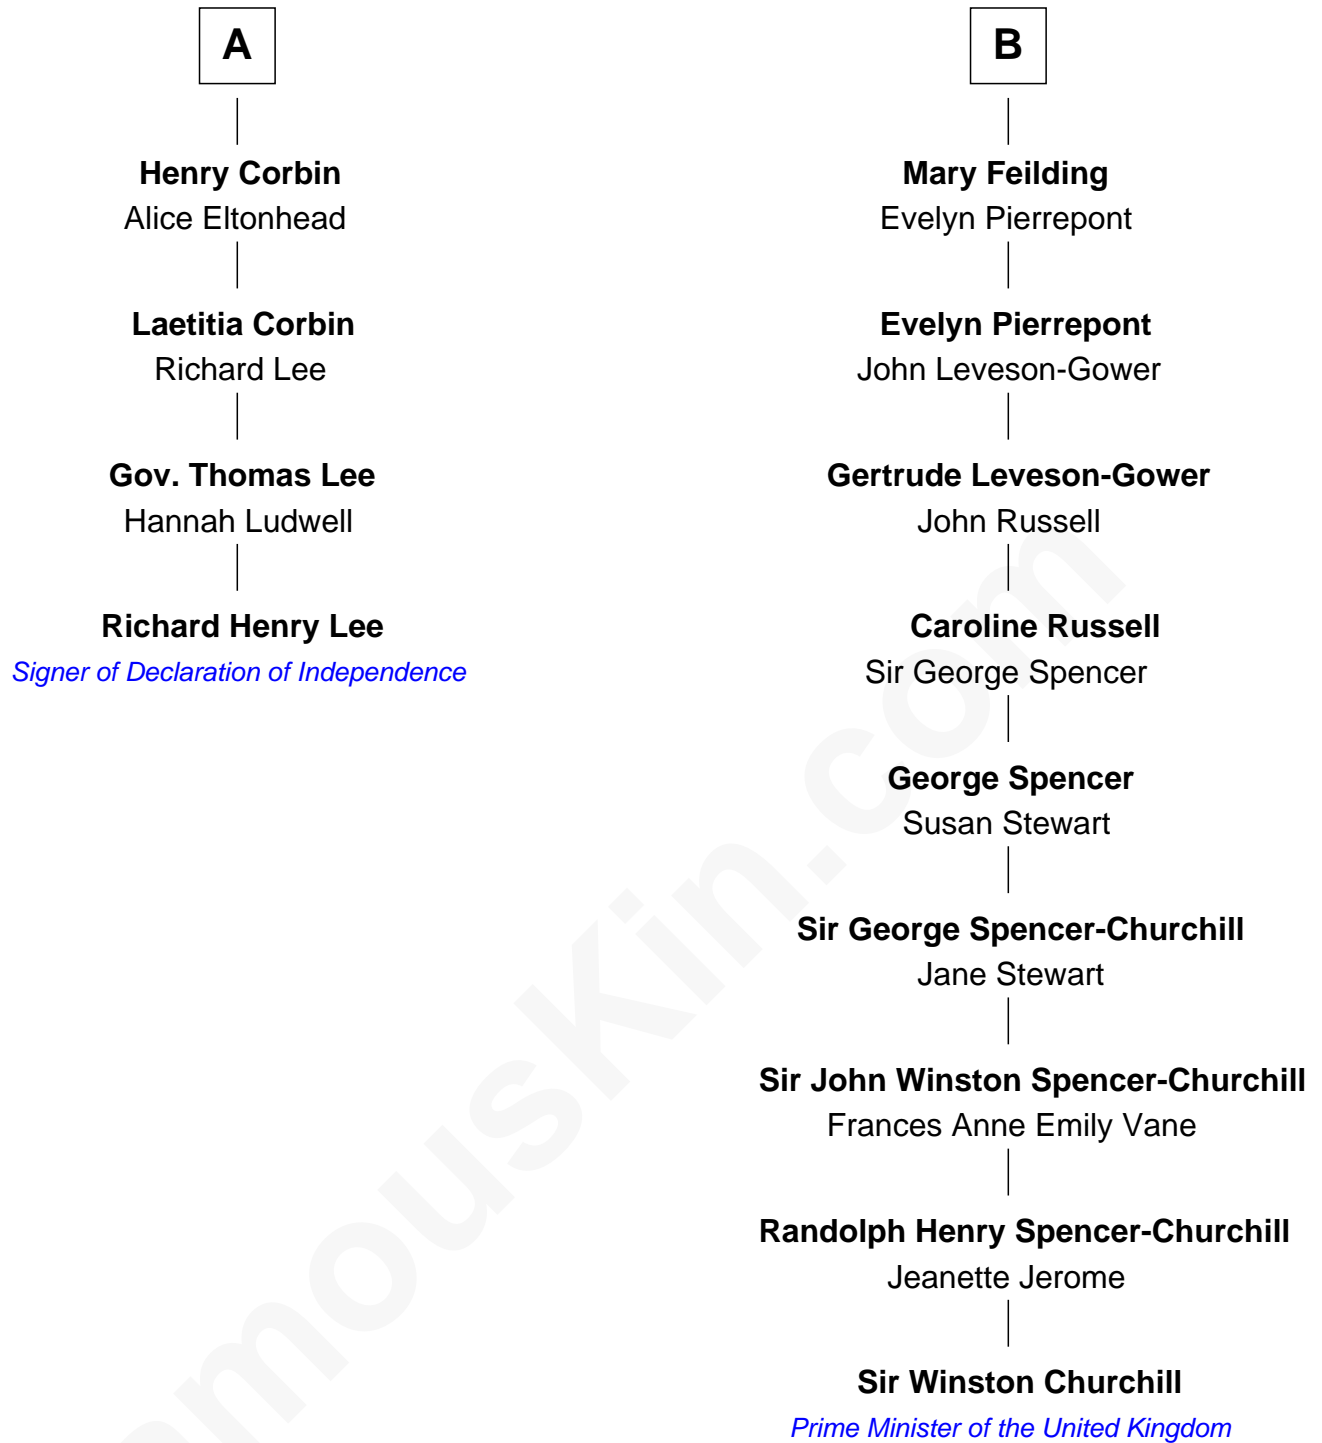 A
Henry Corbin
Alice Eltonhead
Laetitia Corbin
Richard Lee
Gov. Thomas Lee
Hannah Ludwell
Richard Henry Lee
Signer of Declaration of Independence
B
Mary Feilding
Evelyn Pierrepont
Evelyn Pierrepont
John Leveson-Gower
Gertrude Leveson-Gower
John Russell
Caroline Russell
Sir George Spencer
George Spencer
Susan Stewart
Sir George Spencer-Churchill
Jane Stewart
Sir John Winston Spencer-Churchill
Frances Anne Emily Vane
Randolph Henry Spencer-Churchill
Jeanette Jerome
Sir Winston Churchill
Prime Minister of the United Kingdom
amousKin.com